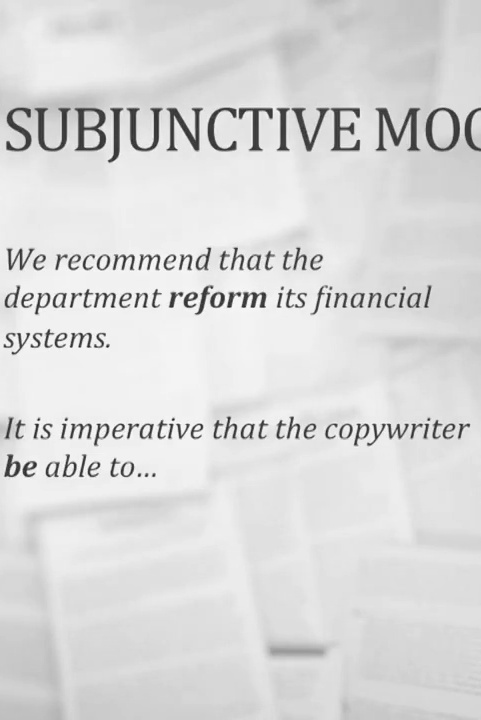 SUBJUNCTIVE MOO
We recommend that the
department reform its financial
systems.
It is imperative that the copywriter
be able to...